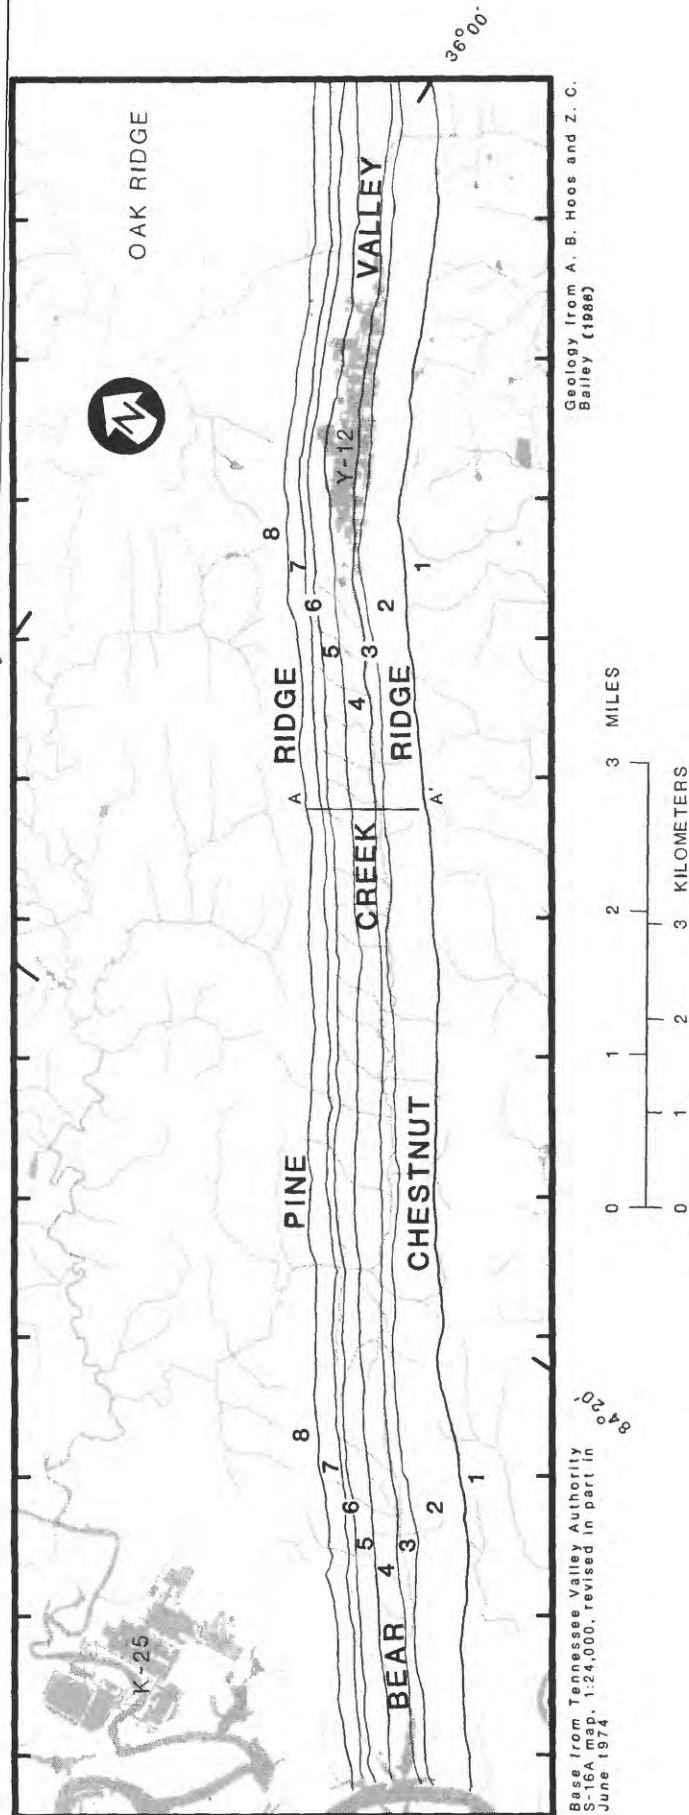 OAK RIDGE
36°00'
N
K-25
Y-12
PINE RIDGE
BEAR CREEK VALLEY
CHESTNUT RIDGE
8
7
6
5
4
3
2
1
8
7
6
5
4
3
2
1
A
A'
84°20'
Base from Tennessee Valley Authority
S-16A map, 1:24,000, revised in part in
June 1974
Geology from A. B. Hoos and Z. C.
Bailey (1986)
0 1 2 3 MILES
0 1 2 3 KILOMETERS